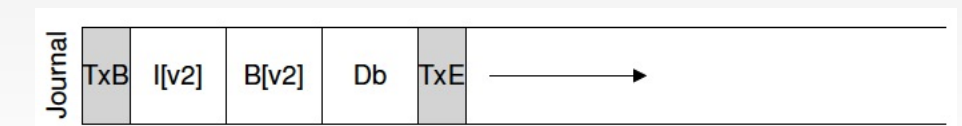 Journal
TxB I[v2] B[v2] Db TxE